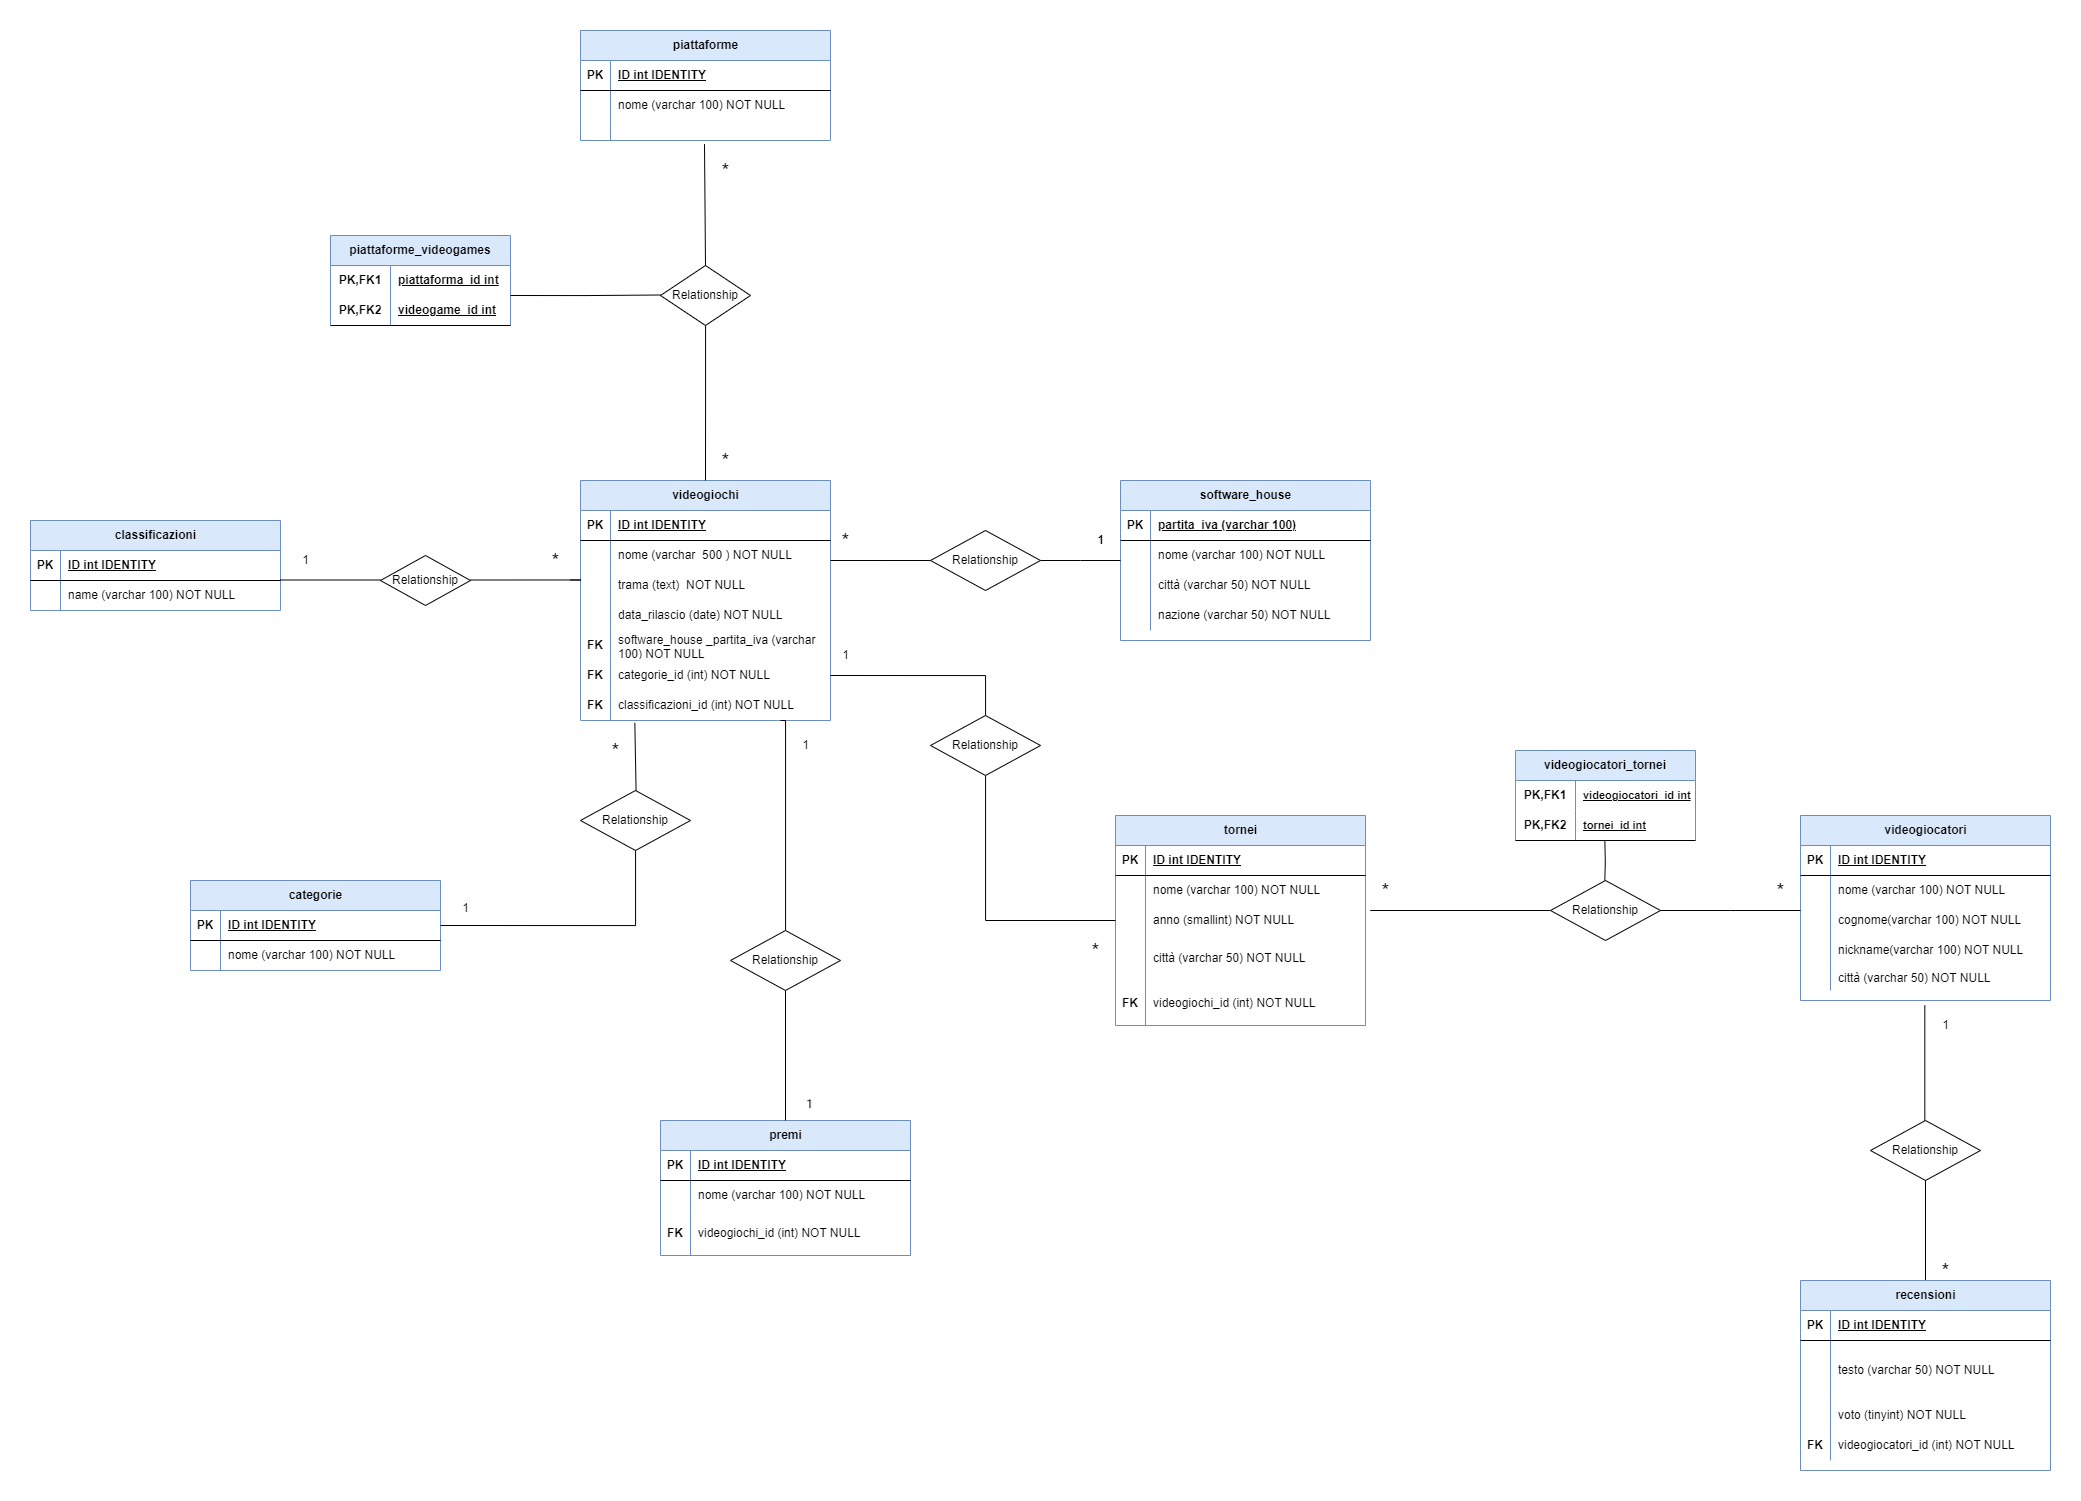 piattaforme
PK ID int IDENTITY
nome (varchar 100) NOT NULL
*
piattaforme_videogames
PK,FK1 piattaforma_id int
PK,FK2 videogame_id int
Relationship
*
videogiochi
PK ID int IDENTITY
nome (varchar  500 ) NOT NULL
trama (text)  NOT NULL
data_rilascio (date) NOT NULL
FK software_house _partita_iva (varchar
100) NOT NULL
FK categorie_id (int) NOT NULL
FK classificazioni_id (int) NOT NULL
classificazioni
PK ID int IDENTITY
name (varchar 100) NOT NULL
1
Relationship
*
*
Relationship
1
software_house
PK partita_iva (varchar 100)
nome (varchar 100) NOT NULL
città (varchar 50) NOT NULL
nazione (varchar 50) NOT NULL
1
Relationship
*
*
Relationship
1
categorie
PK ID int IDENTITY
nome (varchar 100) NOT NULL
1
Relationship
1
premi
PK ID int IDENTITY
nome (varchar 100) NOT NULL
FK videogiochi_id (int) NOT NULL
tornei
PK ID int IDENTITY
nome (varchar 100) NOT NULL
anno (smallint) NOT NULL
città (varchar 50) NOT NULL
FK videogiochi_id (int) NOT NULL
videogiocatori_tornei
PK,FK1 videogiocatori_id int
PK,FK2 tornei_id int
*
Relationship
*
videogiocatori
PK ID int IDENTITY
nome (varchar 100) NOT NULL
cognome(varchar 100) NOT NULL
nickname(varchar 100) NOT NULL
città (varchar 50) NOT NULL
1
Relationship
*
recensioni
PK ID int IDENTITY
testo (varchar 50) NOT NULL
voto (tinyint) NOT NULL
FK videogiocatori_id (int) NOT NULL